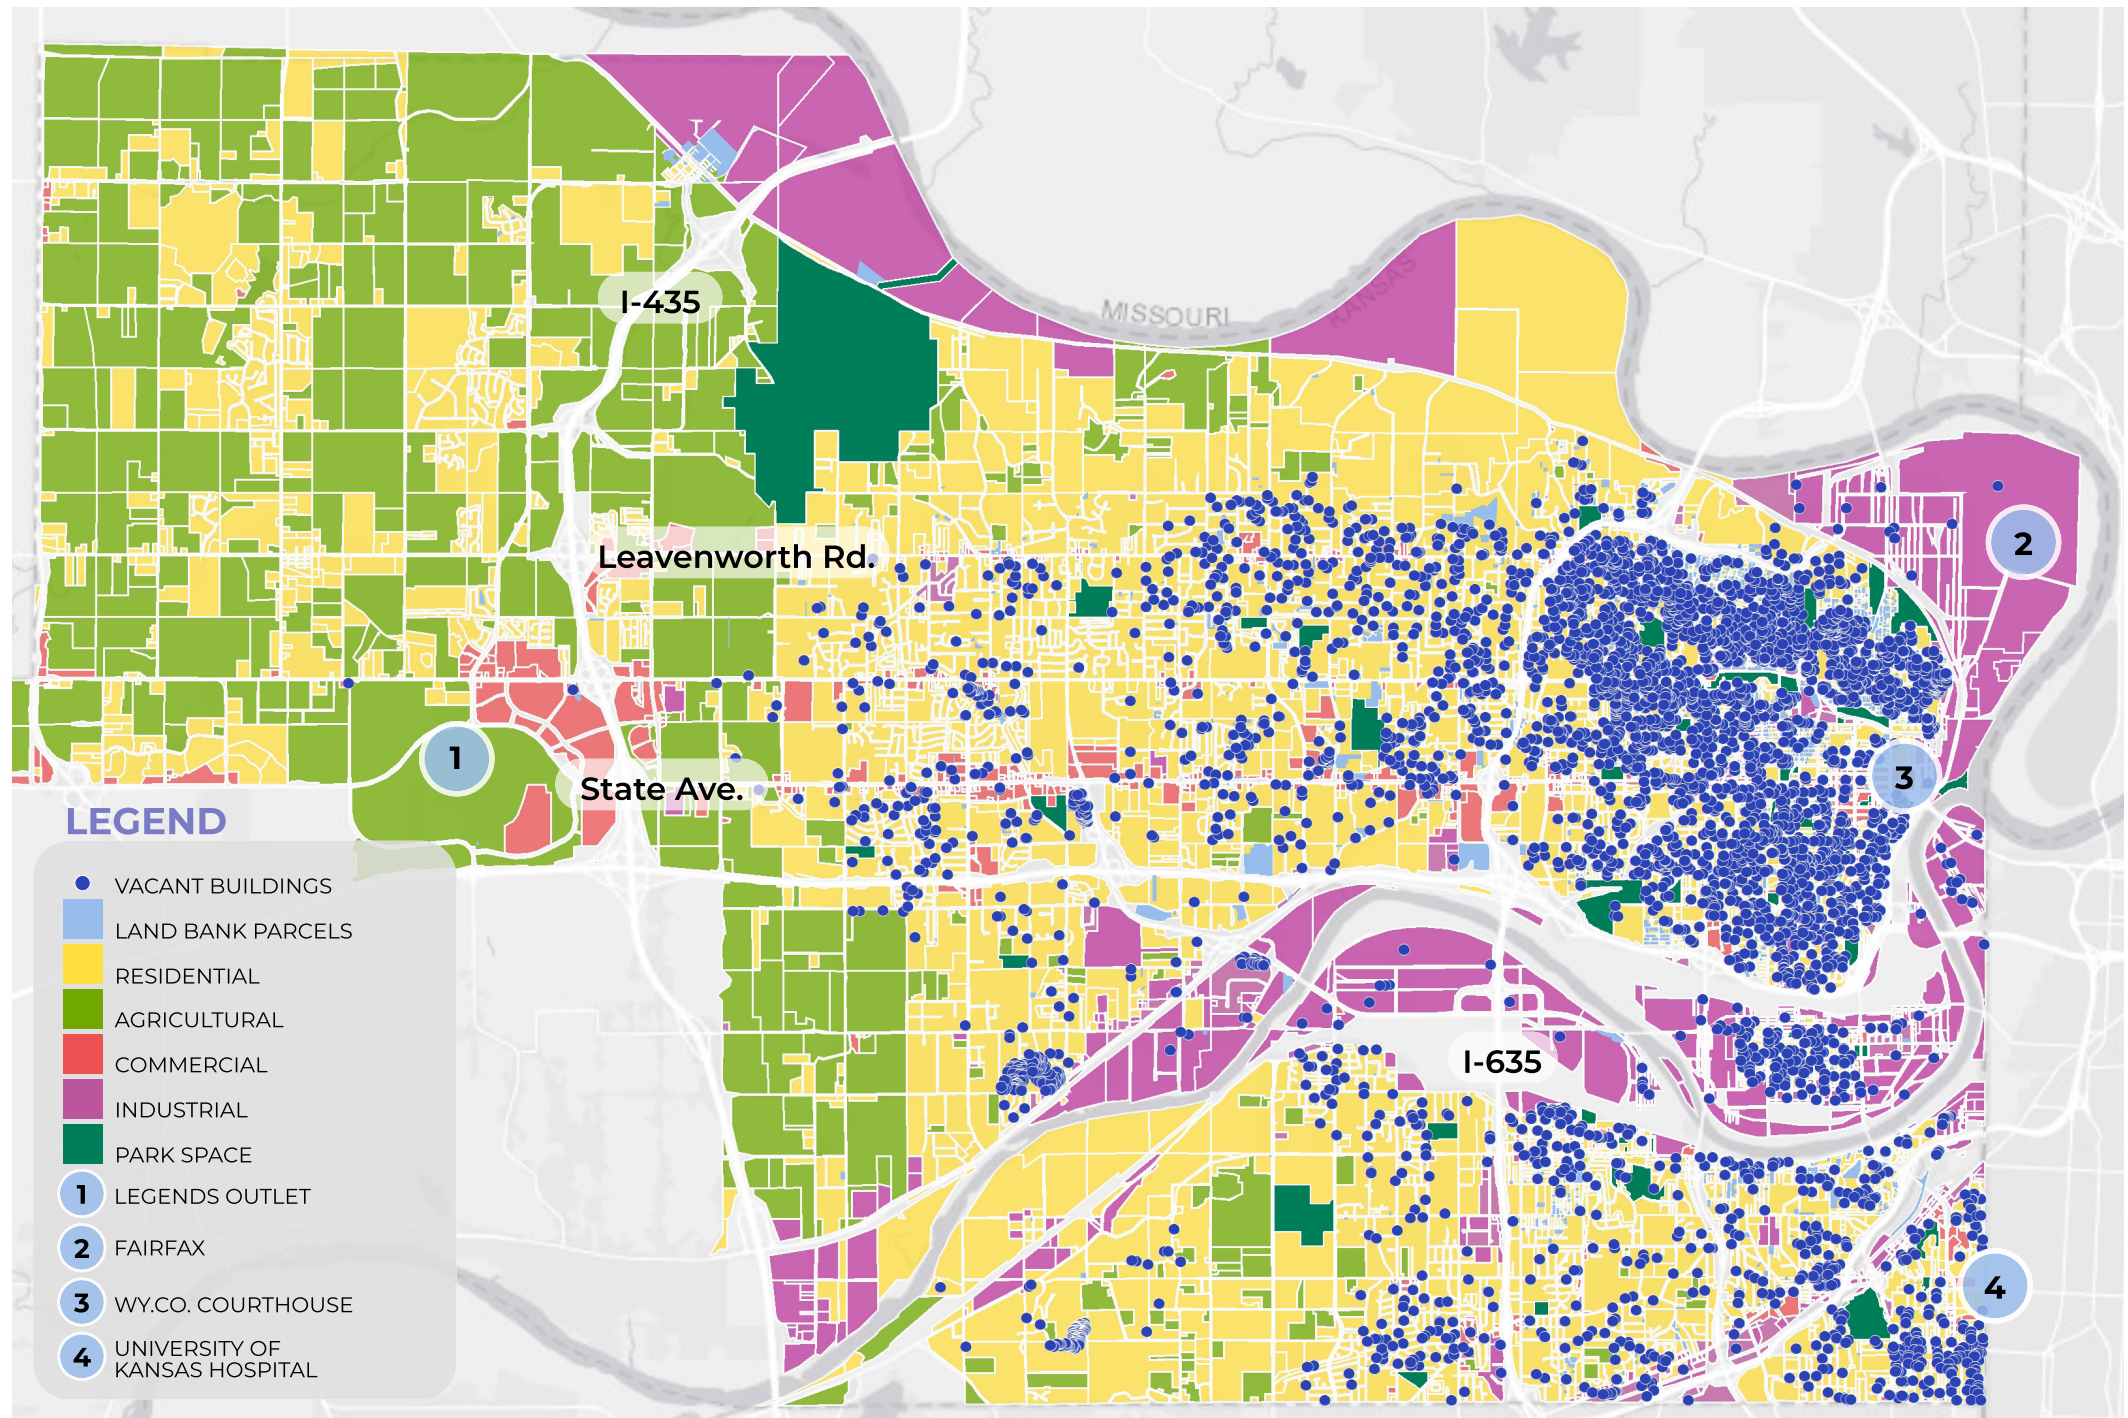 MISSOURI
KANSAS
I-435
2
Leavenworth Rd.
1
3
State Ave.
I-635
4
LEGEND
VACANT BUILDINGS
LAND BANK PARCELS
RESIDENTIAL
AGRICULTURAL
COMMERCIAL
INDUSTRIAL
PARK SPACE
1 LEGENDS OUTLET
2 FAIRFAX
3 WY.CO. COURTHOUSE
4 UNIVERSITY OF
KANSAS HOSPITAL